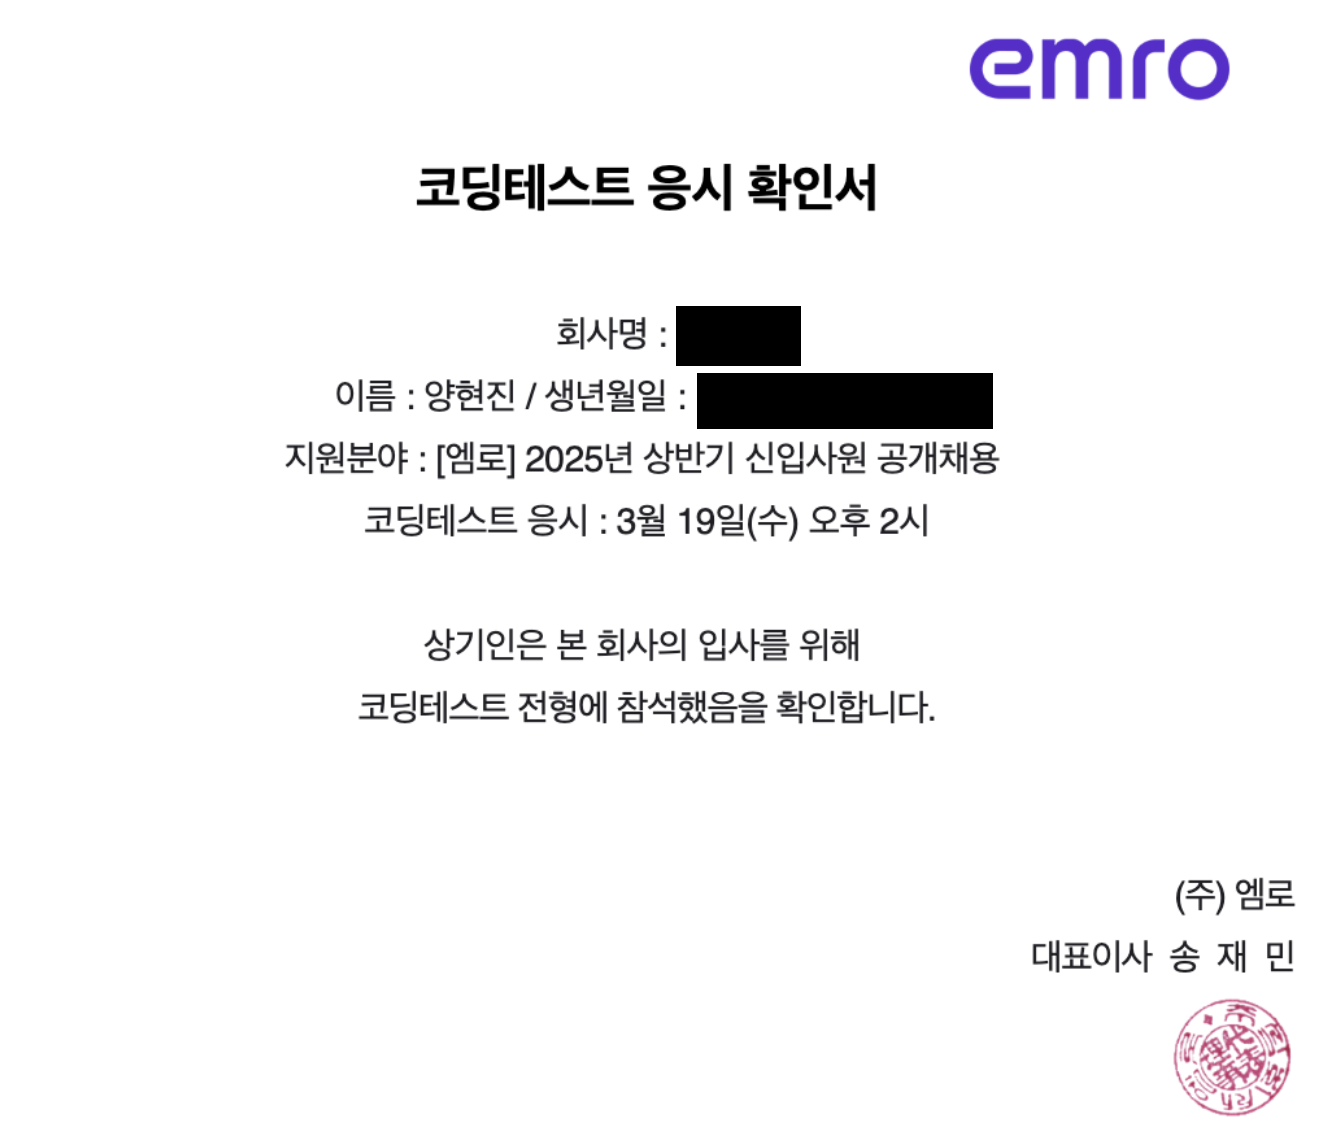 emro
코딩테스트 응시 확인서
회사명 :
이름 : 양현진 / 생년월일 :
지원분야 : [엠로] 2025년 상반기 신입사원 공개채용
코딩테스트 응시 : 3월 19일(수) 오후 2시
상기인은 본 회사의 입사를 위해
코딩테스트 전형에 참석했음을 확인합니다.
(주) 엠로
대표이사 송 재 민